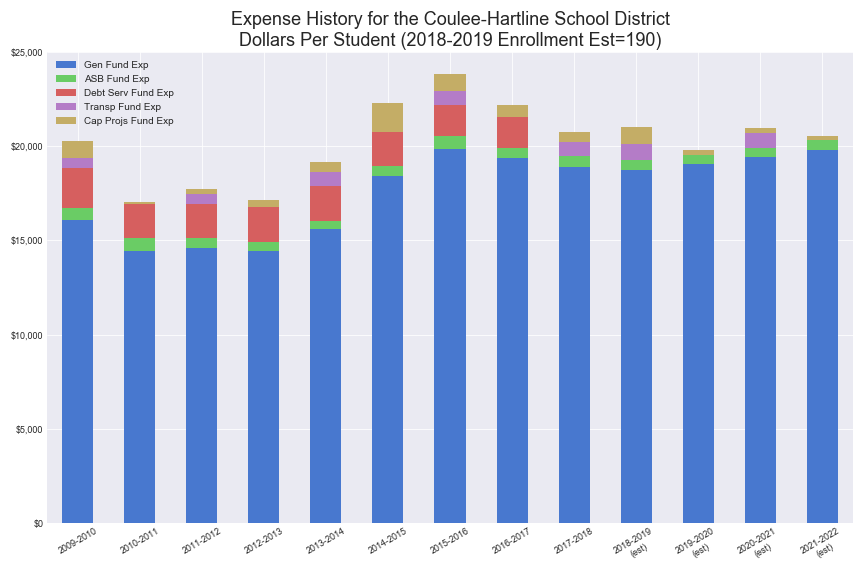 Expense History for the Coulee-Hartline School District
Dollars Per Student (2018-2019 Enrollment Est=190)
$25,000
$20,000
$15,000
$10,000
$5,000
$0
Gen Fund Exp
ASB Fund Exp
Debt Serv Fund Exp
Transp Fund Exp
Cap Projs Fund Exp
2009-2010
2010-2011
2011-2012
2012-2013
2013-2014
2014-2015
2015-2016
2016-2017
2017-2018
2018-2019
(est)
2019-2020
(est)
2020-2021
(est)
2021-2022
(est)